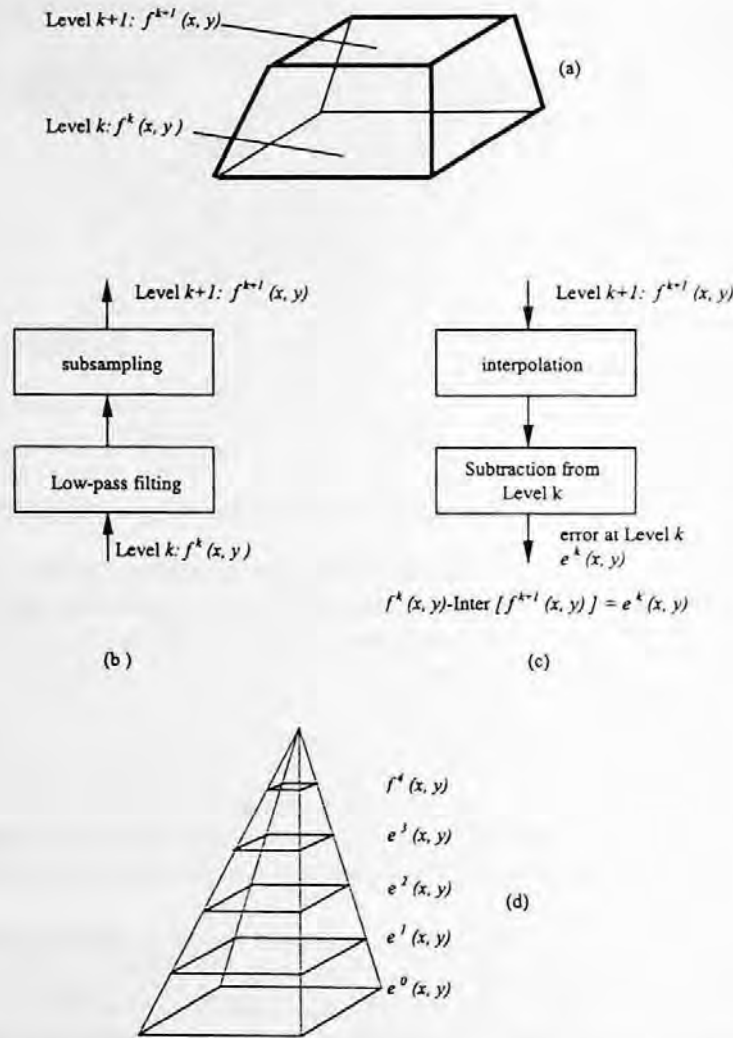 Level k+1: f^{k+1} (x, y)
(a)
Level k: f^k (x, y )
Level k+1: f^{k+1} (x, y)
subsampling
Low-pass filting
Level k: f^k (x, y )
(b )
Level k+1: f^{k+1} (x, y)
interpolation
Subtraction from
Level k
error at Level k
e^k (x, y)
f^k (x, y)-Inter [f^{k+1} (x, y) ] = e^k (x, y)
(c)
f^4 (x, y)
e^3 (x, y)
e^2 (x, y)
(d)
e^1 (x, y)
e^0 (x, y)